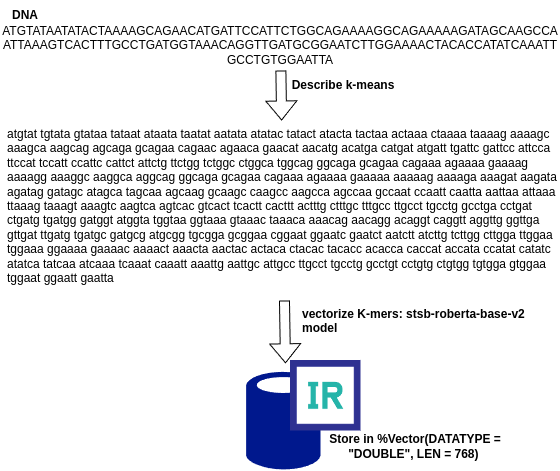 DNA
ATGTATAATATACTAAAAGCAGAACATGATTCCATTCTGGCAGAAAAGGCAGAAAAAGATAGCAAGCCA
ATTAAAGTCACTTTGCCTGATGGTAAACAGGTTGATGCGGAATCTTGGAAAACTACACCATATCAAATT
GCCTGTGGAATTA
Describe k-means
atgtat tgtata gtataa tataat ataata taatat aatata atatac tatact atacta tactaa actaaa ctaaaa taaaag aaaagc
aaagca aagcag agcaga gcagaa cagaac agaaca gaacat aacatg acatga catgat atgatt tgattc gattcc attcca
ttccat tccatt ccattc cattct attctg ttctgg tctggc ctggca tggcag ggcaga gcagaa cagaaa agaaaa gaaaag
aaaagg aaaggc aaggca aggcag ggcaga gcagaa cagaaa agaaaa gaaaaa aaaaag aaaaga aaagat aagata
agatag gatagc atagca tagcaa agcaag gcaagc caagcc aagcca agccaa gccaat ccaatt caatta aattaa attaaa
ttaaag taaagt aaagtc aagtca agtcac gtcact tcactt cacttt actttg ctttgc tttgcc ttgcct tgcctg gcctga cctgat
ctgatg tgatgg gatggt atggta tggtaa ggtaaa gtaaac taaaca aaacag aacagg acaggt caggtt aggttg ggttga
gttgat ttgatg tgatgc gatgcg atgcgg tgcgga gcggaa cggaat ggaatc gaatct aatctt atcttg tcttgg cttgga ttggaa
tggaaa ggaaaa gaaaac aaaact aaacta aactac actaca ctacac tacacc acacca caccat accata ccatat catatc
atatca tatcaa atcaaa tcaaat caaatt aaattg aattgc attgcc ttgcct tgcctg gcctgt cctgtg ctgtgg tgtgga gtggaa
tggaat ggaatt gaatta
vectorize K-mers: stsb-roberta-base-v2
model
IR
Store in %Vector(DATATYPE =
"DOUBLE", LEN = 768)